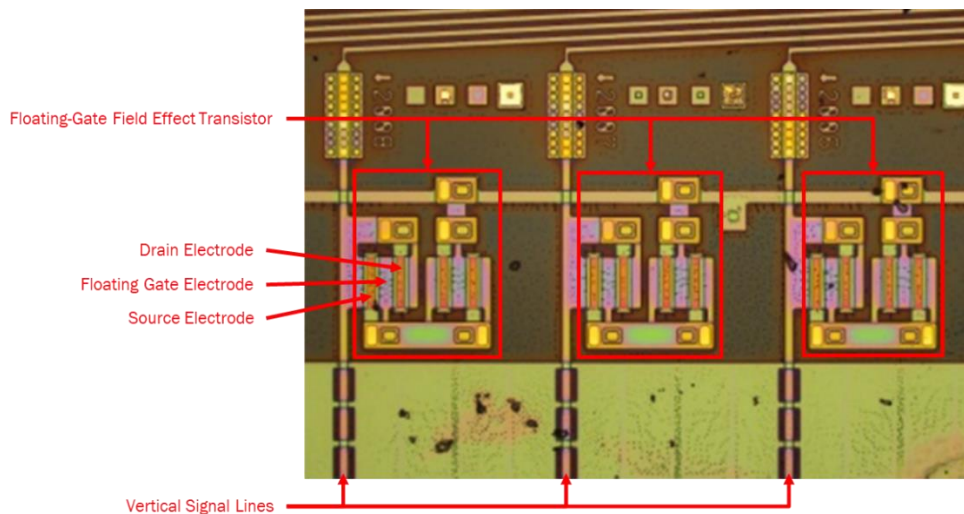 Floating-Gate Field Effect Transistor
Drain Electrode
Floating Gate Electrode
Source Electrode
Vertical Signal Lines